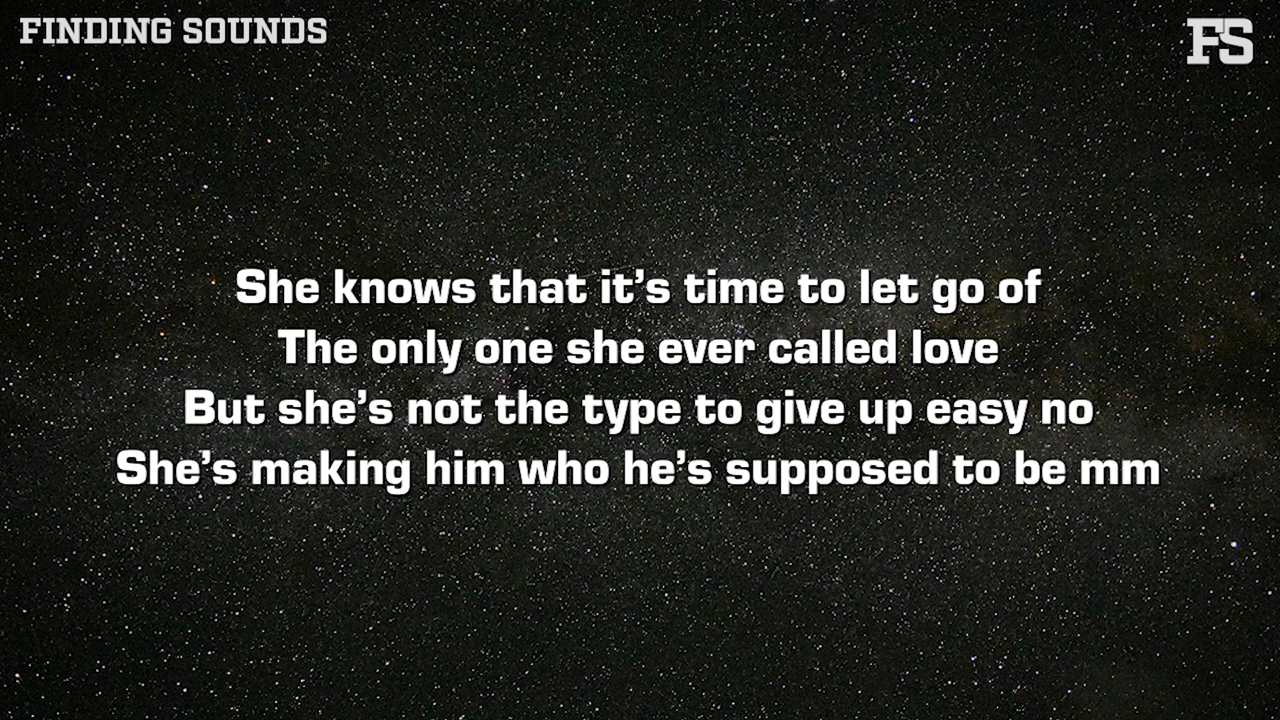 FINDING SOUNDS
FS
She knows that it’s time to let go of
The only one she ever called love
But she’s not the type to give up easy no
She’s making him who he’s supposed to be mm